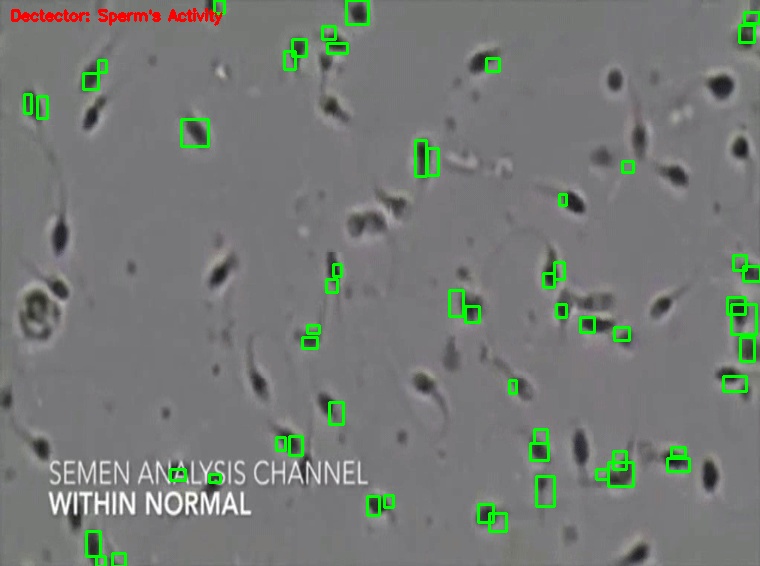 Dectector: Sperm's Activity
SEMEN ANALYSIS CHANNEL
WITHIN NORMAL